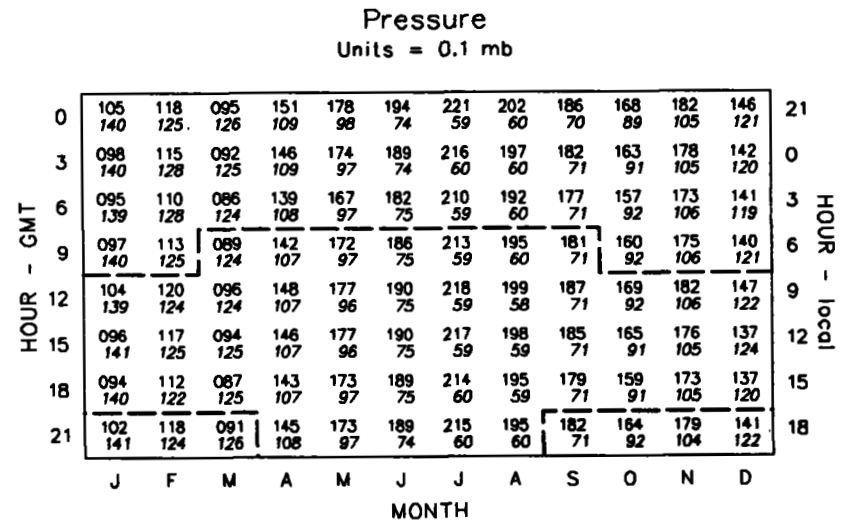 Pressure
Units = 0.1 mb
0 105 118 095 151 178 194 221 202 186 168 182 146 21
140 125. 126 109 98 74 59 60 70 89 105 121
3 098 115 092 146 174 189 216 197 182 163 178 142 0
140 128 125 109 97 74 60 60 71 91 105 120
6 095 110 086 139 167 182 210 192 177 157 173 141 3
139 128 124 108 97 75 59 60 71 92 106 119
9 097 113 089 142 172 186 213 195 181 160 175 140 6
140 125 124 107 97 75 59 60 71 92 106 121
12 104 120 096 148 177 190 218 199 187 169 182 147 9
139 124 124 107 96 75 59 58 71 92 106 122
15 096 117 094 146 177 190 217 198 185 165 176 137 12
141 125 125 107 96 75 59 59 71 91 105 124
18 094 112 087 143 173 189 214 195 179 159 173 137 15
140 122 125 107 97 75 60 59 71 91 105 120
21 102 118 091 145 173 189 215 195 182 164 179 141 18
141 124 126 108 97 74 60 60 71 92 104 122
J F M A M J J A S O N D
MONTH
HOUR - GMT
HOUR - local